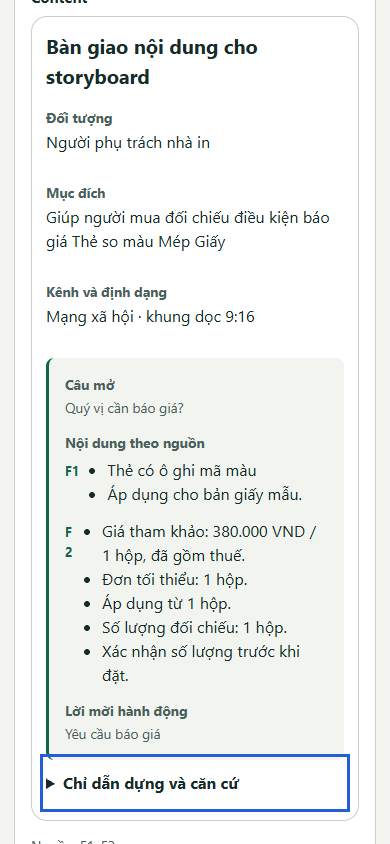 Bàn giao nội dung cho
storyboard
Đối tượng
Người phụ trách nhà in
Mục đích
Giúp người mua đối chiếu điều kiện báo
giá Thẻ so màu Mép Giấy
Kênh và định dạng
Mạng xã hội · khung dọc 9:16
Câu mở
Quý vị cần báo giá?
Nội dung theo nguồn
F1 • Thẻ có ô ghi mã màu
• Áp dụng cho bản giấy mẫu.
F • Giá tham khảo: 380.000 VND /
2 1 hộp, đã gồm thuế.
• Đơn tối thiểu: 1 hộp.
• Áp dụng từ 1 hộp.
• Số lượng đối chiếu: 1 hộp.
• Xác nhận số lượng trước khi
đặt.
Lời mời hành động
Yêu cầu báo giá
▶ Chỉ dẫn dựng và căn cứ